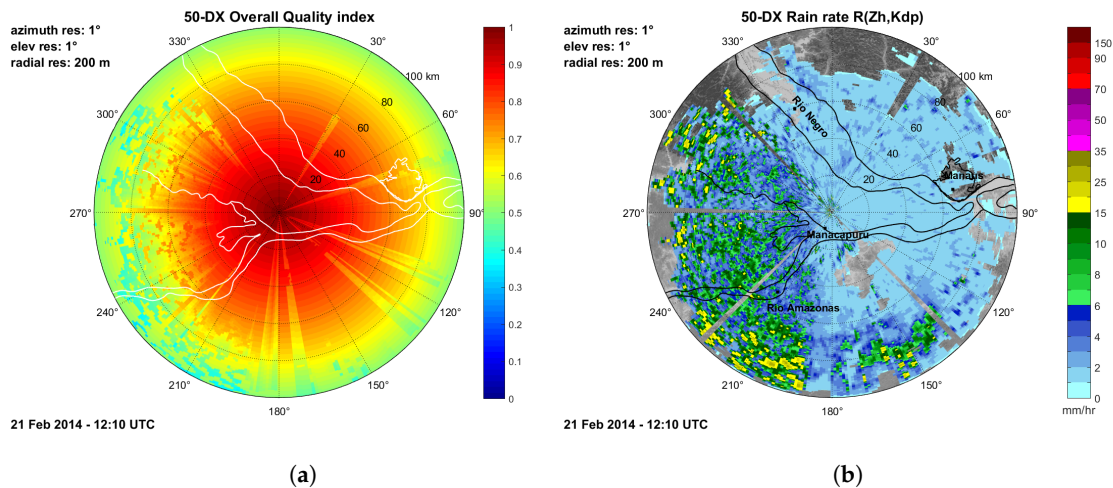 50-DX Overall Quality index
azimuth res: 1°
elev res: 1°
radial res: 200 m
330°
30°
100 km
80
60
40
20
60°
90°
120°
150°
180°
210°
240°
270°
300°
1
0.9
0.8
0.7
0.6
0.5
0.4
0.3
0.2
0.1
0
21 Feb 2014 - 12:10 UTC
(a)
50-DX Rain rate R(Zh,Kdp)
azimuth res: 1°
elev res: 1°
radial res: 200 m
330°
30°
100 km
80
60
40
20
60°
90°
120°
150°
180°
210°
240°
270°
300°
Rio Negro
Manaus
Manacapuru
Rio Amazonas
150
90
70
50
35
25
15
10
8
6
4
2
0
mm/hr
21 Feb 2014 - 12:10 UTC
(b)